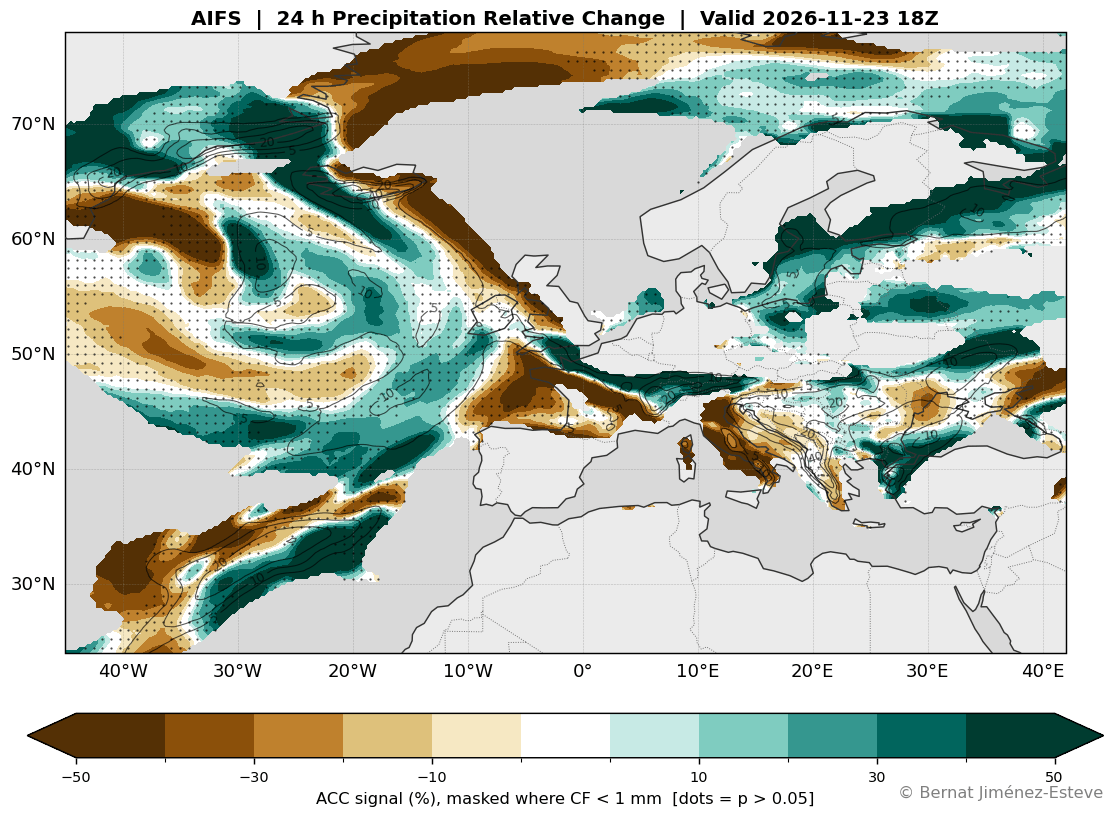 AIFS | 24 h Precipitation Relative Change | Valid 2026-11-23 18Z
70°N
60°N
50°N
40°N
30°N
40°W 30°W 20°W 10°W 0° 10°E 20°E 30°E 40°E
−50 −30 −10 10 30 50
ACC signal (%), masked where CF < 1 mm [dots = p > 0.05]
© Bernat Jiménez-Esteve